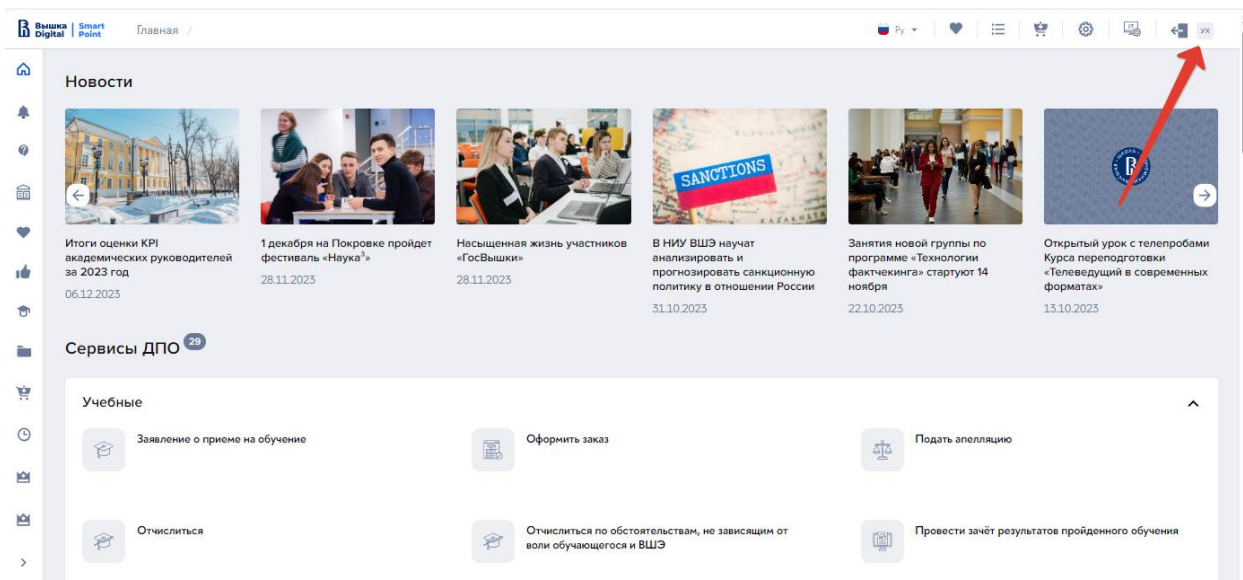 Вышка | Smart
Digital | Point
Главная /
Ру
УХ
Новости
SANCTIONS
KAZAKHSTA
Итоги оценки KPI
академических руководителей
за 2023 год
06.12.2023
1 декабря на Покровке пройдет
фестиваль «Наука³»
28.11.2023
Насыщенная жизнь участников
«ГосВышки»
28.11.2023
В НИУ ВШЭ научат
анализировать и
прогнозировать санкционную
политику в отношении России
31.10.2023
Занятия новой группы по
программе «Технологии
фактчекинга» стартуют 14
ноября
22.10.2023
Открытый урок с телепробами
Курса переподготовки
«Телеведущий в современных
форматах»
13.10.2023
Сервисы ДПО 29
Учебные
Заявление о приеме на обучение
Оформить заказ
Подать апелляцию
Отчислиться
Отчислиться по обстоятельствам, не зависящим от
воли обучающегося и ВШЭ
Провести зачёт результатов пройденного обучения